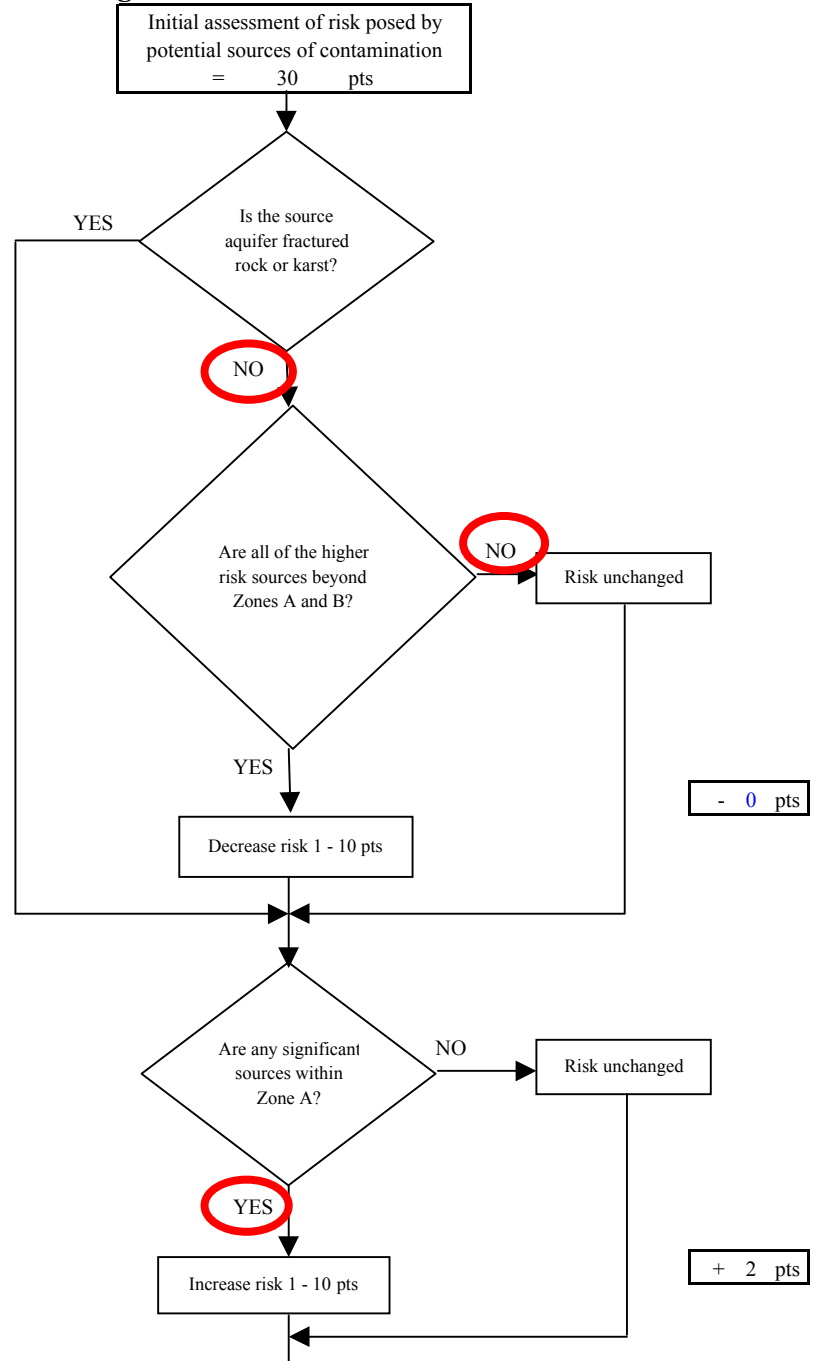 Initial assessment of risk posed by
potential sources of contamination
= 30 pts
YES
Is the source
aquifer fractured
rock or karst?
NO
Are all of the higher
risk sources beyond
Zones A and B?
NO
Risk unchanged
YES
- 0 pts
Decrease risk 1 - 10 pts
Are any significant
sources within
Zone A?
NO
Risk unchanged
YES
+ 2 pts
Increase risk 1 - 10 pts